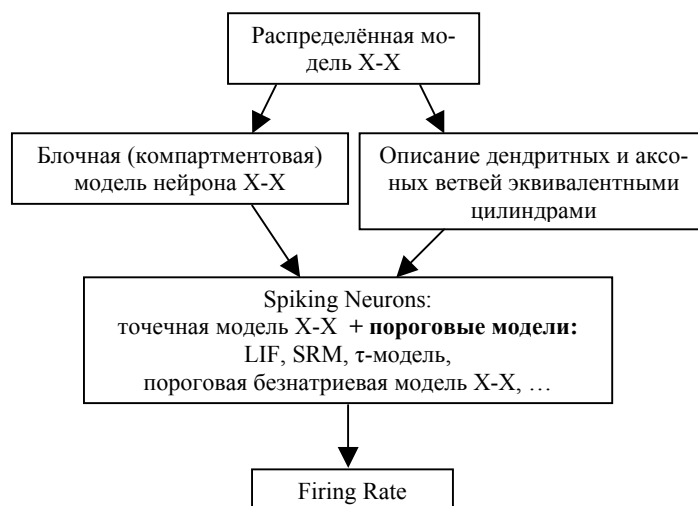 Распределённая мо-
дель Х-Х
Блочная (компартментовая)
модель нейрона Х-Х
Описание дендритных и аксо-
ных ветвей эквивалентными
цилиндрами
Spiking Neurons:
точечная модель Х-Х + пороговые модели:
LIF, SRM, τ-модель,
пороговая безнатриевая модель Х-Х, …
Firing Rate